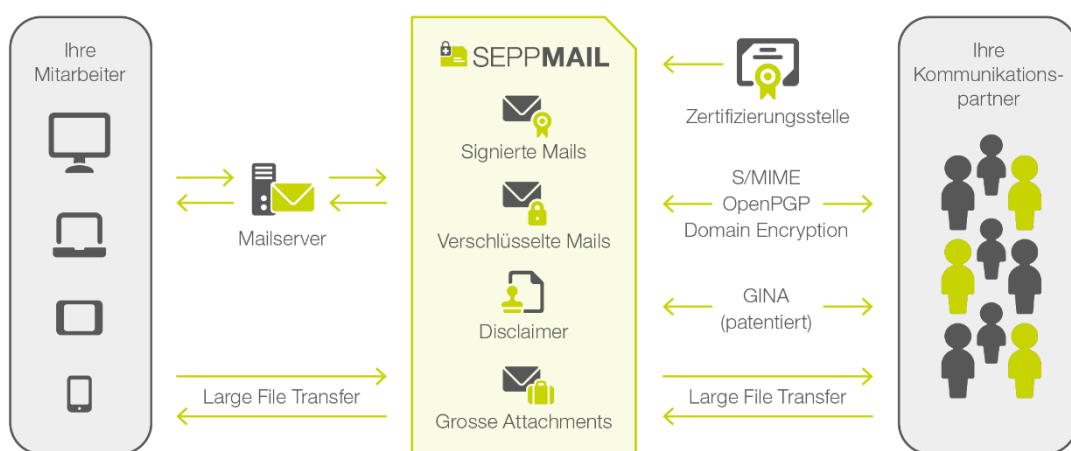 Ihre
Mitarbeiter
Mailserver
Large File Transfer
SEPPMAIL
Signierte Mails
Verschlüsselte Mails
Disclaimer
Grosse Attachments
Zertifizierungsstelle
S/MIME
OpenPGP
Domain Encryption
GINA
(patentiert)
Large File Transfer
Ihre
Kommunikations-
partner